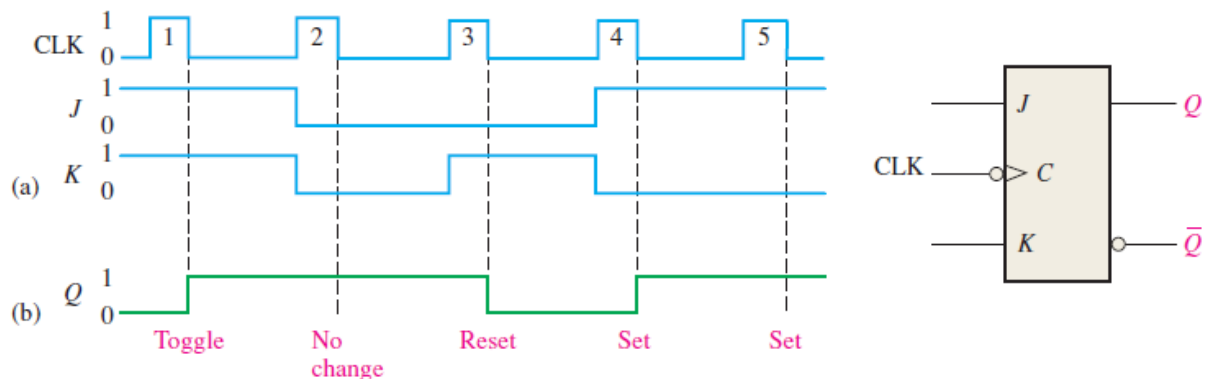 CLK 1 0 1 2 3 4 5
J 1 0
(a) K 1 0
(b) Q 1 0
Toggle No change Reset Set Set
J Q
CLK C
K Q̅